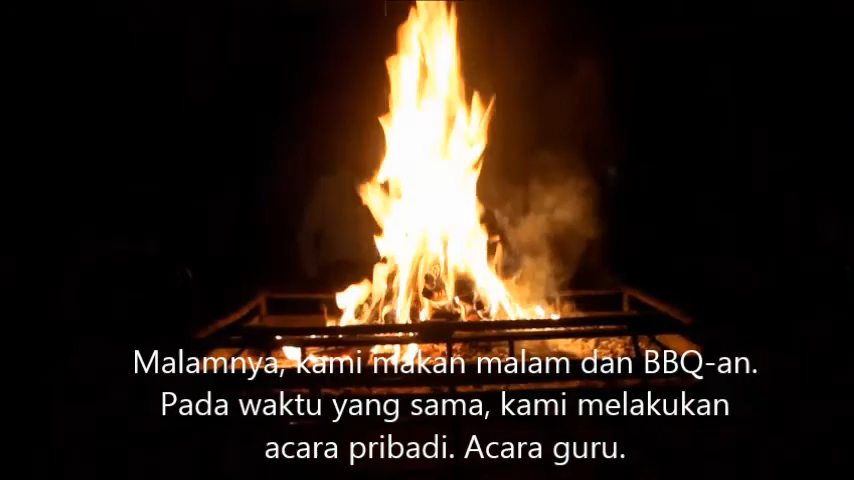 Malamnya, kami makan malam dan BBQ-an.
Pada waktu yang sama, kami melakukan
acara pribadi. Acara guru.